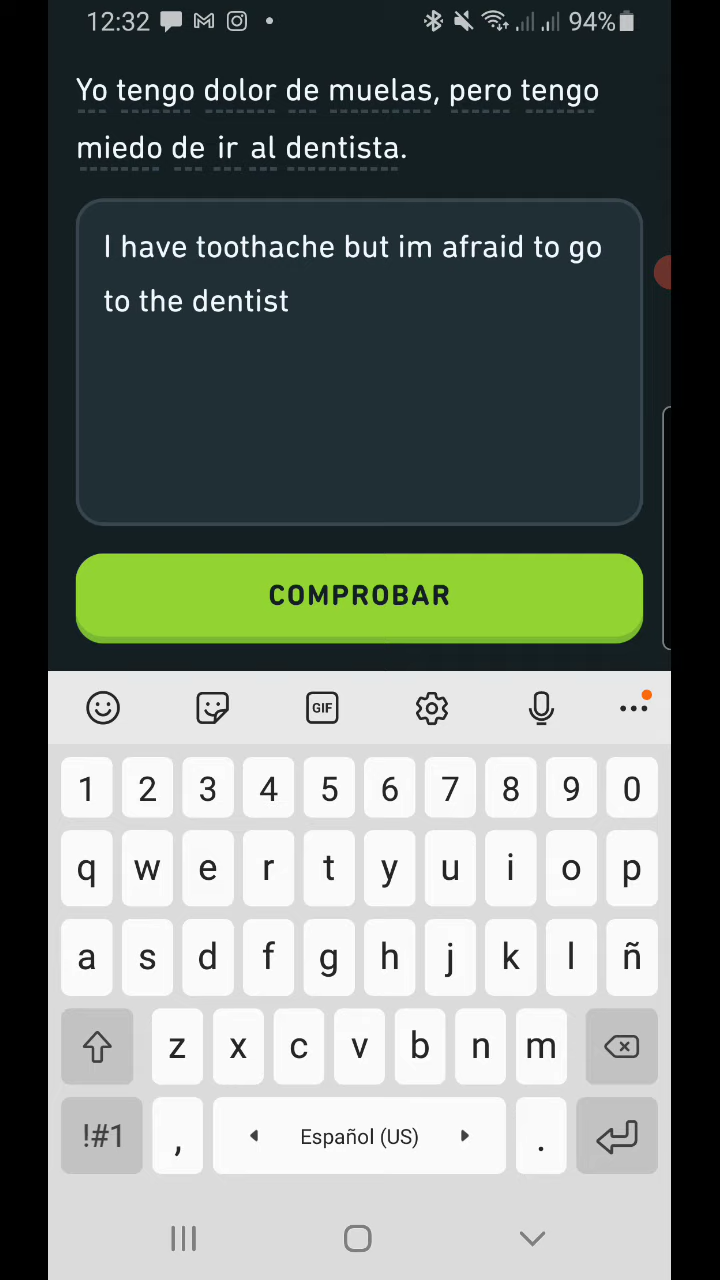 12:32 94%
Yo tengo dolor de muelas, pero tengo
miedo de ir al dentista.
I have toothache but im afraid to go
to the dentist
COMPROBAR
GIF
1 2 3 4 5 6 7 8 9 0
q w e r t y u i o p
a s d f g h j k l ñ
z x c v b n m
!#1 , Español (US) .